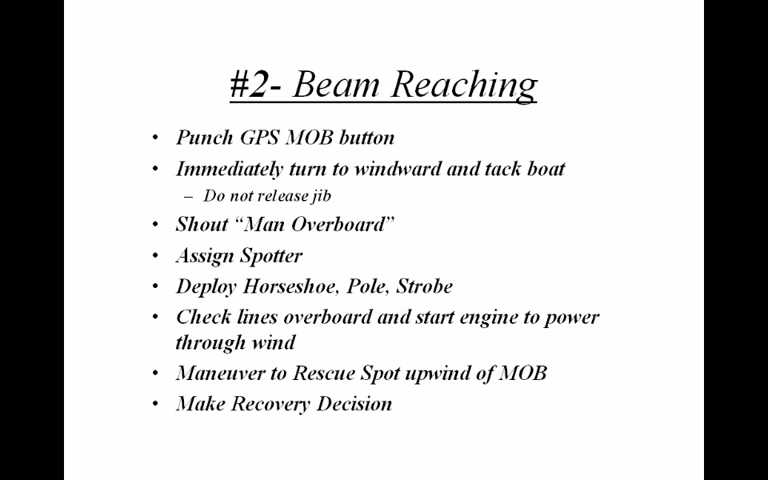 #2- Beam Reaching
• Punch GPS MOB button
• Immediately turn to windward and tack boat
– Do not release jib
• Shout “Man Overboard”
• Assign Spotter
• Deploy Horseshoe, Pole, Strobe
• Check lines overboard and start engine to power
through wind
• Maneuver to Rescue Spot upwind of MOB
• Make Recovery Decision